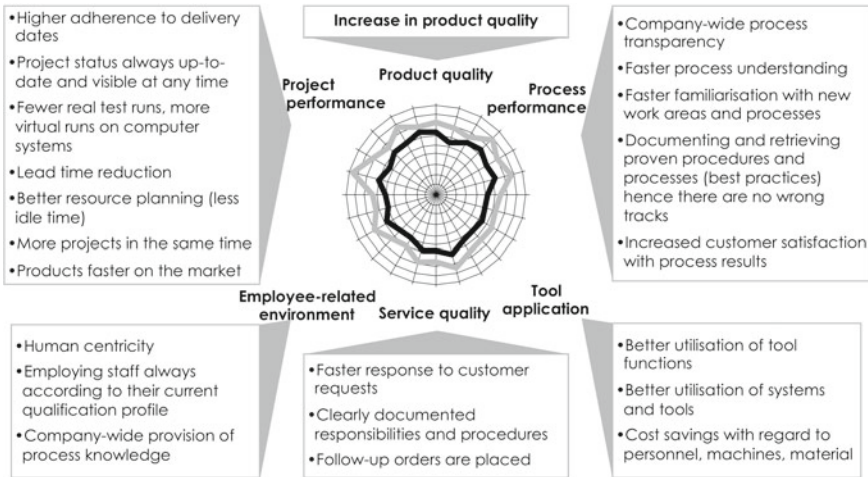 •Higher adherence to delivery
dates
•Project status always up-to-
date and visible at any time
•Fewer real test runs, more
virtual runs on computer
systems
•Lead time reduction
•Better resource planning (less
idle time)
•More projects in the same time
•Products faster on the market
Increase in product quality
Product quality
Project
performance
Process
performance
•Company-wide process
transparency
•Faster process understanding
•Faster familiarisation with new
work areas and processes
•Documenting and retrieving
proven procedures and
processes (best practices)
hence there are no wrong
tracks
•Increased customer satisfaction
with process results
Employee-related
environment
Service quality
Tool
application
•Human centricity
•Employing staff always
according to their current
qualification profile
•Company-wide provision of
process knowledge
•Faster response to customer
requests
•Clearly documented
responsibilities and procedures
•Follow-up orders are placed
•Better utilisation of tool
functions
•Better utilisation of systems
and tools
•Cost savings with regard to
personnel, machines, material